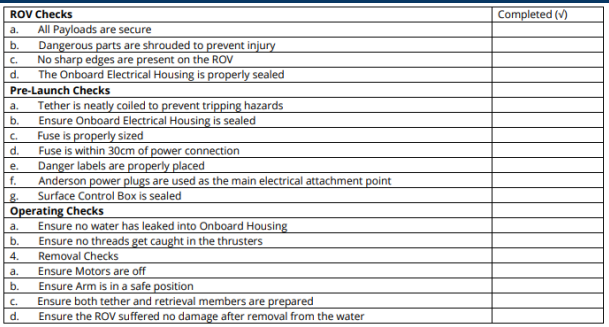 ROV Checks Completed (√)
a. All Payloads are secure
b. Dangerous parts are shrouded to prevent injury
c. No sharp edges are present on the ROV
d. The Onboard Electrical Housing is properly sealed
Pre-Launch Checks
a. Tether is neatly coiled to prevent tripping hazards
b. Ensure Onboard Electrical Housing is sealed
c. Fuse is properly sized
d. Fuse is within 30cm of power connection
e. Danger labels are properly placed
f. Anderson power plugs are used as the main electrical attachment point
g. Surface Control Box is sealed
Operating Checks
a. Ensure no water has leaked into Onboard Housing
b. Ensure no threads get caught in the thrusters
4. Removal Checks
a. Ensure Motors are off
b. Ensure Arm is in a safe position
c. Ensure both tether and retrieval members are prepared
d. Ensure the ROV suffered no damage after removal from the water